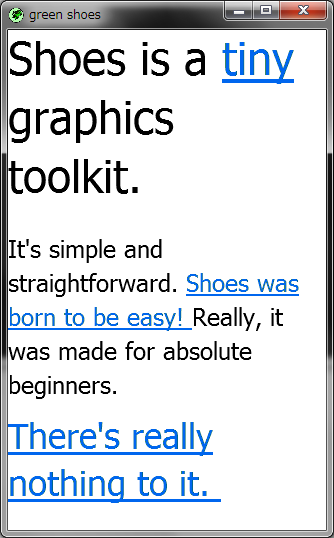 green shoes
Shoes is a tiny
graphics
toolkit.
It's simple and
straightforward. Shoes was
born to be easy! Really, it
was made for absolute
beginners.
There's really
nothing to it.